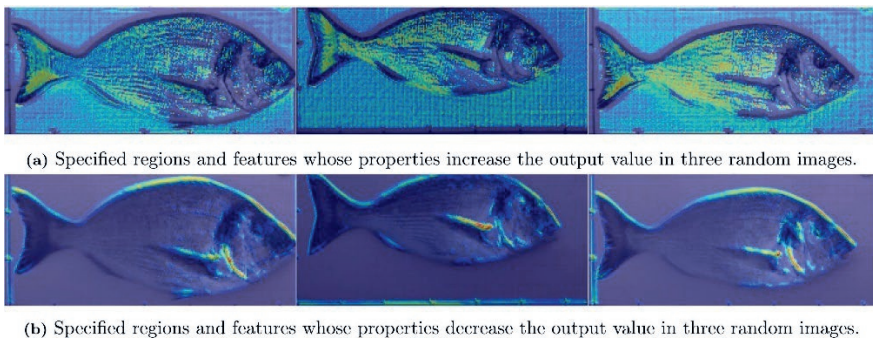 (a) Specified regions and features whose properties increase the output value in three random images.
(b) Specified regions and features whose properties decrease the output value in three random images.